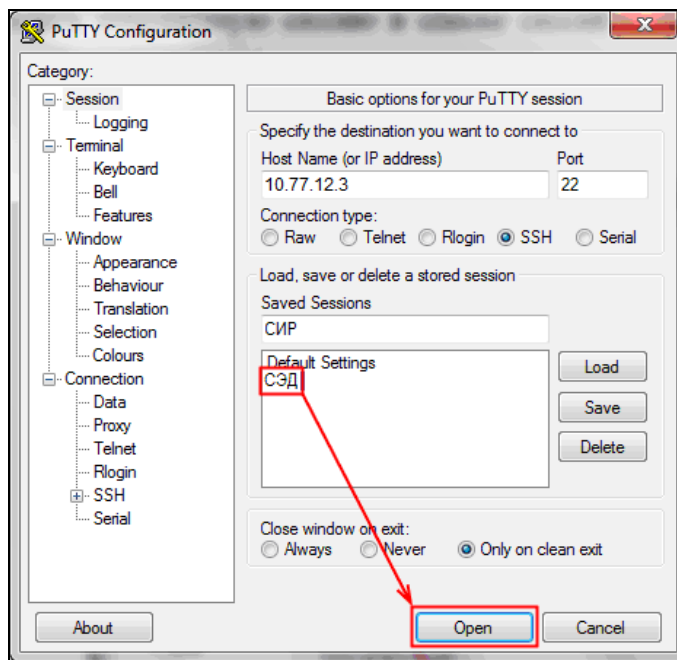 PuTTY Configuration
Category:
Session
Logging
Terminal
Keyboard
Bell
Features
Window
Appearance
Behaviour
Translation
Selection
Colours
Connection
Data
Proxy
Telnet
Rlogin
SSH
Serial
Basic options for your PuTTY session
Specify the destination you want to connect to
Host Name (or IP address) Port
10.77.12.3 22
Connection type:
Raw Telnet Rlogin SSH Serial
Load, save or delete a stored session
Saved Sessions
СИР
Default Settings
СЭД
Load
Save
Delete
Close window on exit:
Always Never Only on clean exit
About Open Cancel